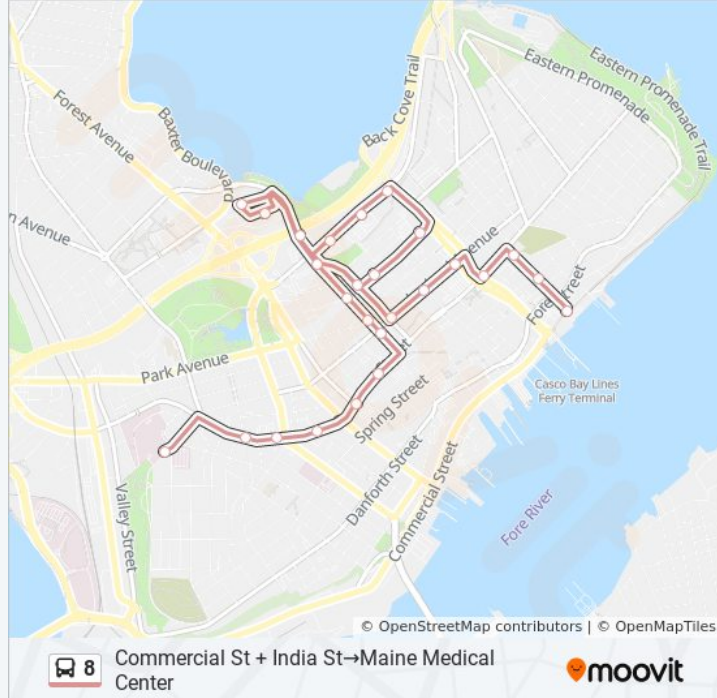 Eastern Promenade Trail
Eastern Promenade
Back Cove Trail
Forest Avenue
Baxter Boulevard
n Avenue
Avenue
Fore Street
Park Avenue
Spring Street
Casco Bay Lines
Ferry Terminal
Danforth Street
Valley Street
Commercial Street
Fore River
© OpenStreetMap contributors | © OpenMapTiles
8
Commercial St + India St→Maine Medical
Center
moovit